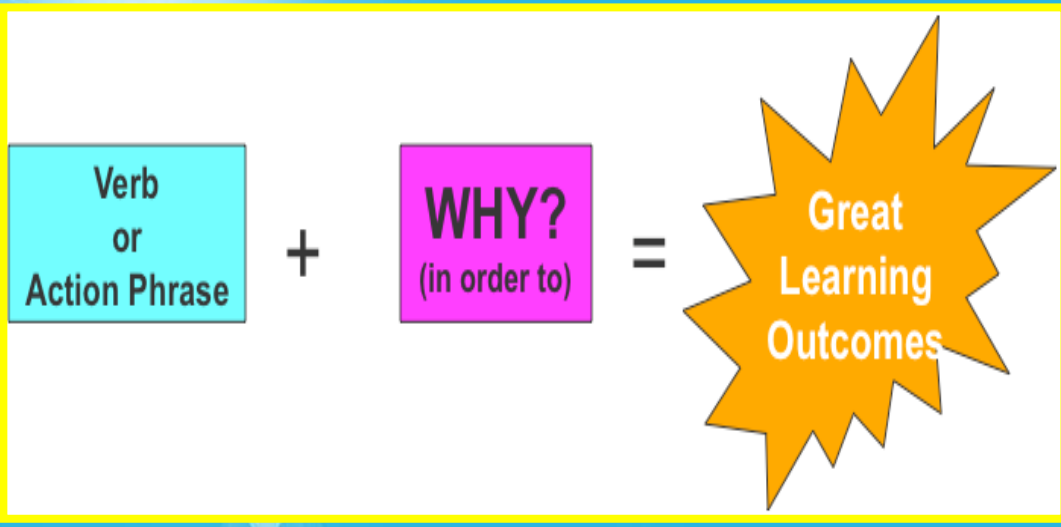 Verb
or
Action Phrase
+
WHY?
(in order to)
=
Great
Learning
Outcomes